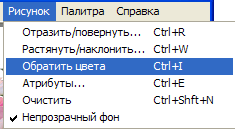 Рисунок Палитра Справка
Отразить/повернуть... Ctrl+R
Растянуть/наклонить... Ctrl+W
Обратить цвета Ctrl+I
Атрибуты... Ctrl+E
Очистить Ctrl+Shft+N
✓ Непрозрачный фон